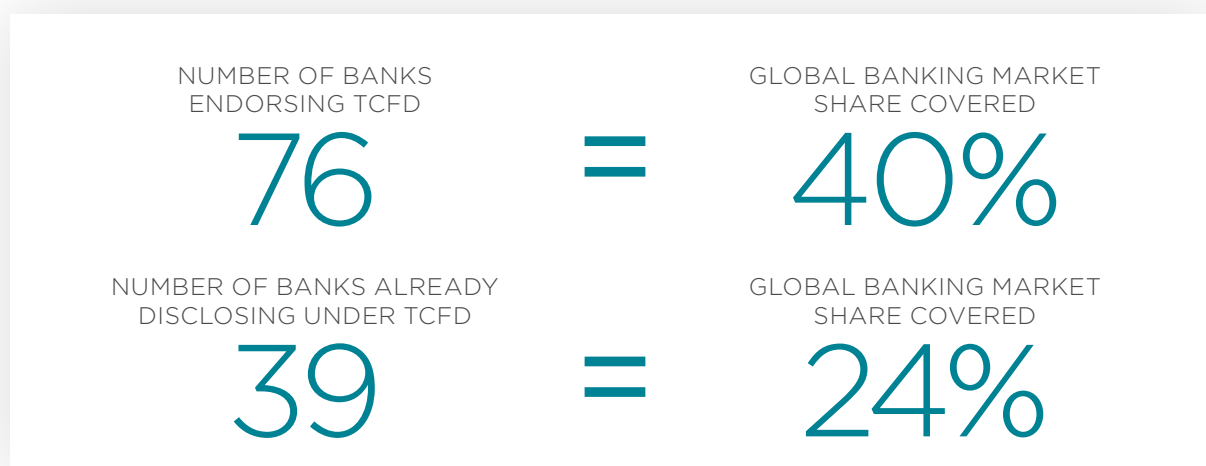 NUMBER OF BANKS
ENDORSING TCFD
76
=
GLOBAL BANKING MARKET
SHARE COVERED
40%
NUMBER OF BANKS ALREADY
DISCLOSING UNDER TCFD
39
=
GLOBAL BANKING MARKET
SHARE COVERED
24%